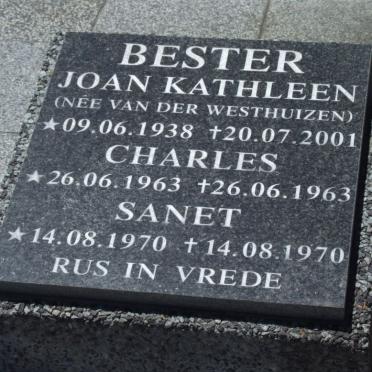 BESTER
JOAN KATHLEEN
(NÉE VAN DER WESTHUIZEN)
★09.06.1938 ✝20.07.2001
CHARLES
★26.06.1963 ✝26.06.1963
SANET
★14.08.1970 ✝14.08.1970
RUS IN VREDE